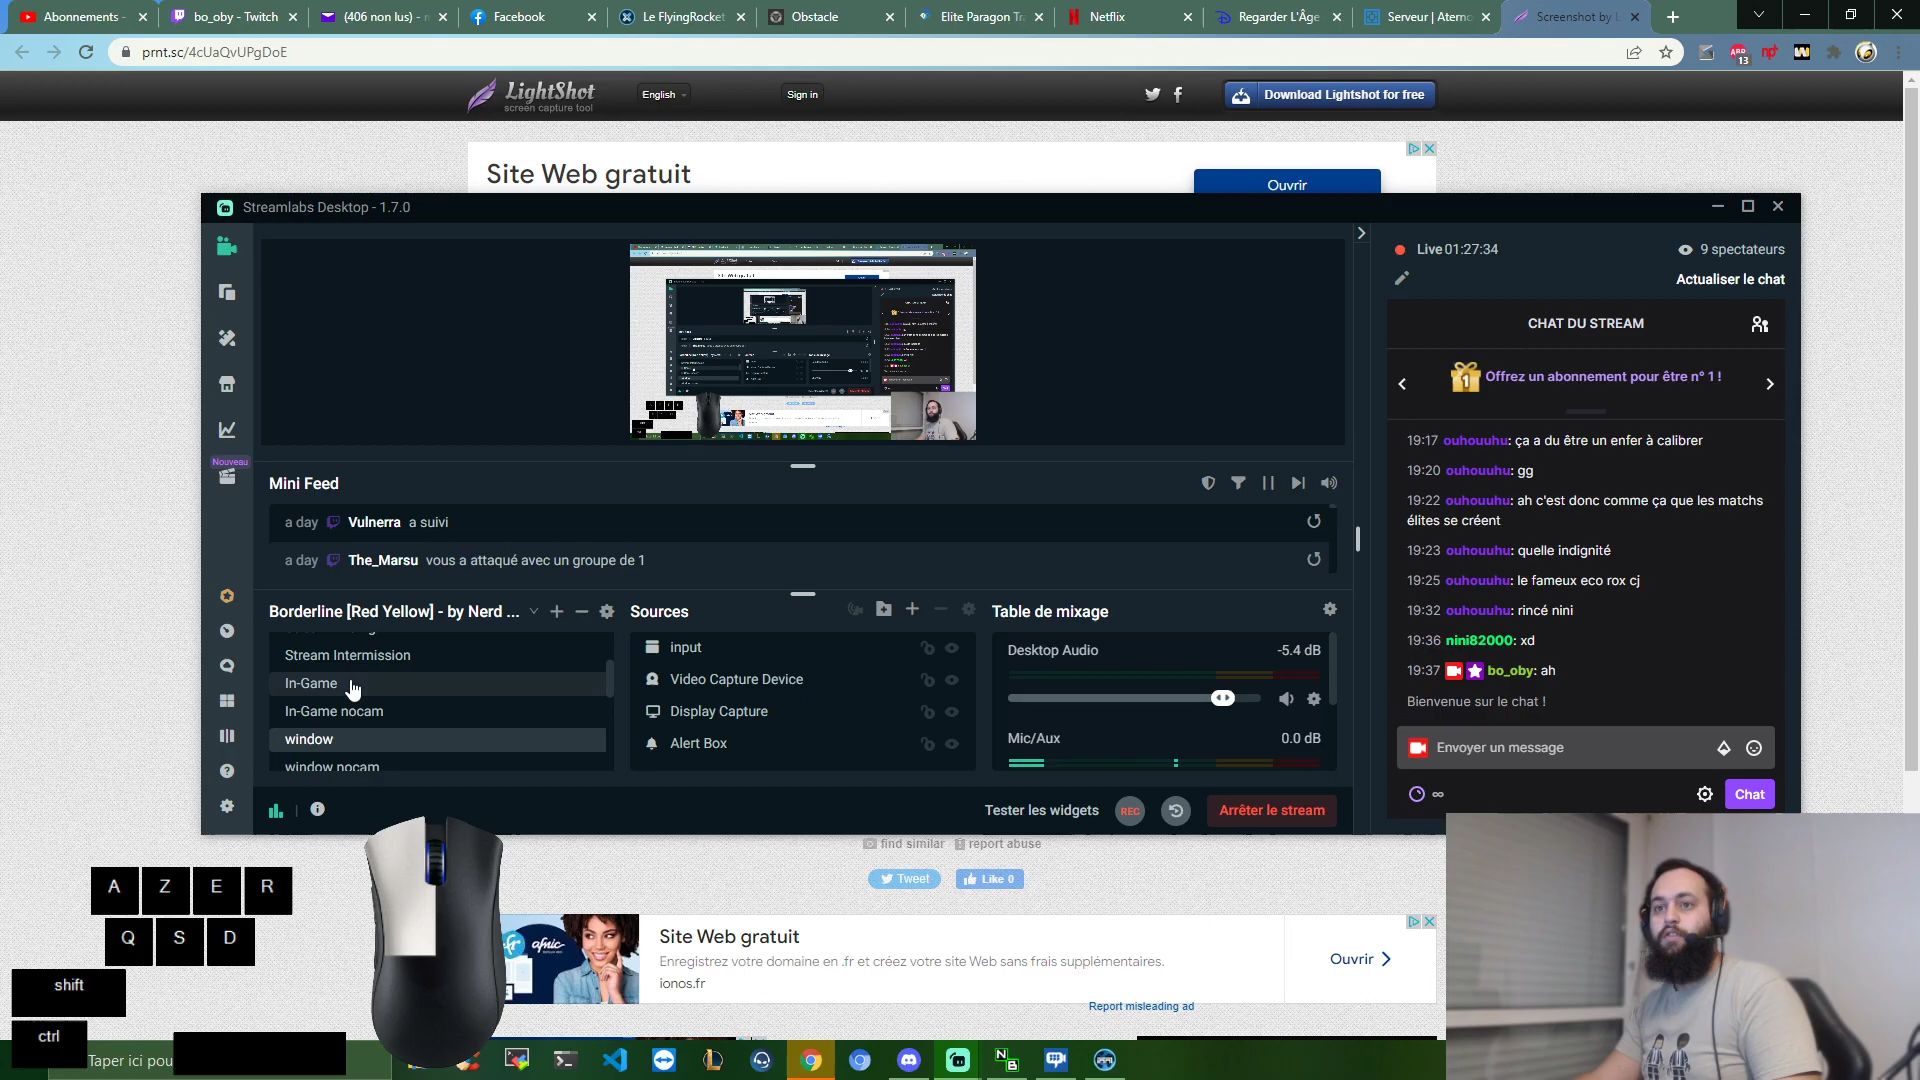 Abonnements -
bo_oby - Twitch
(406 non lus) -
Facebook
Le FlyingRocket
Obstacle
Elite Paragon Tr
Netflix
Regarder L'Âge
Serveur | Aterno
Screenshot by L
prnt.sc/4cUaQvUPgDoE
LightShot
screen capture tool
English
Sign in
Download Lightshot for free
Site Web gratuit
Ouvrir
Streamlabs Desktop - 1.7.0
Live 01:27:34
9 spectateurs
Actualiser le chat
CHAT DU STREAM
Offrez un abonnement pour être n° 1 !
19:17 ouhouuhu: ça a du être un enfer à calibrer
19:20 ouhouuhu: gg
19:22 ouhouuhu: ah c'est donc comme ça que les matchs
élites se créent
19:23 ouhouuhu: quelle indignité
19:25 ouhouuhu: le fameux eco rox cj
19:32 ouhouuhu: rincé nini
19:36 nini82000: xd
19:37 bo_oby: ah
Bienvenue sur le chat !
Envoyer un message
Chat
Nouveau
Mini Feed
a day Vulnerra a suivi
a day The_Marsu vous a attaqué avec un groupe de 1
Borderline [Red Yellow] - by Nerd ...
Stream Intermission
In-Game
In-Game nocam
window
window nocam
Sources
input
Video Capture Device
Display Capture
Alert Box
Table de mixage
Desktop Audio
-5.4 dB
Mic/Aux
0.0 dB
Tester les widgets
REC
Arrêter le stream
find similar
report abuse
Tweet
Like 0
Site Web gratuit
Enregistrez votre domaine en .fr et créez votre site Web sans frais supplémentaires.
ionos.fr
Ouvrir
Report misleading ad
afnic
A Z E R
Q S D
shift
ctrl
Taper ici pou